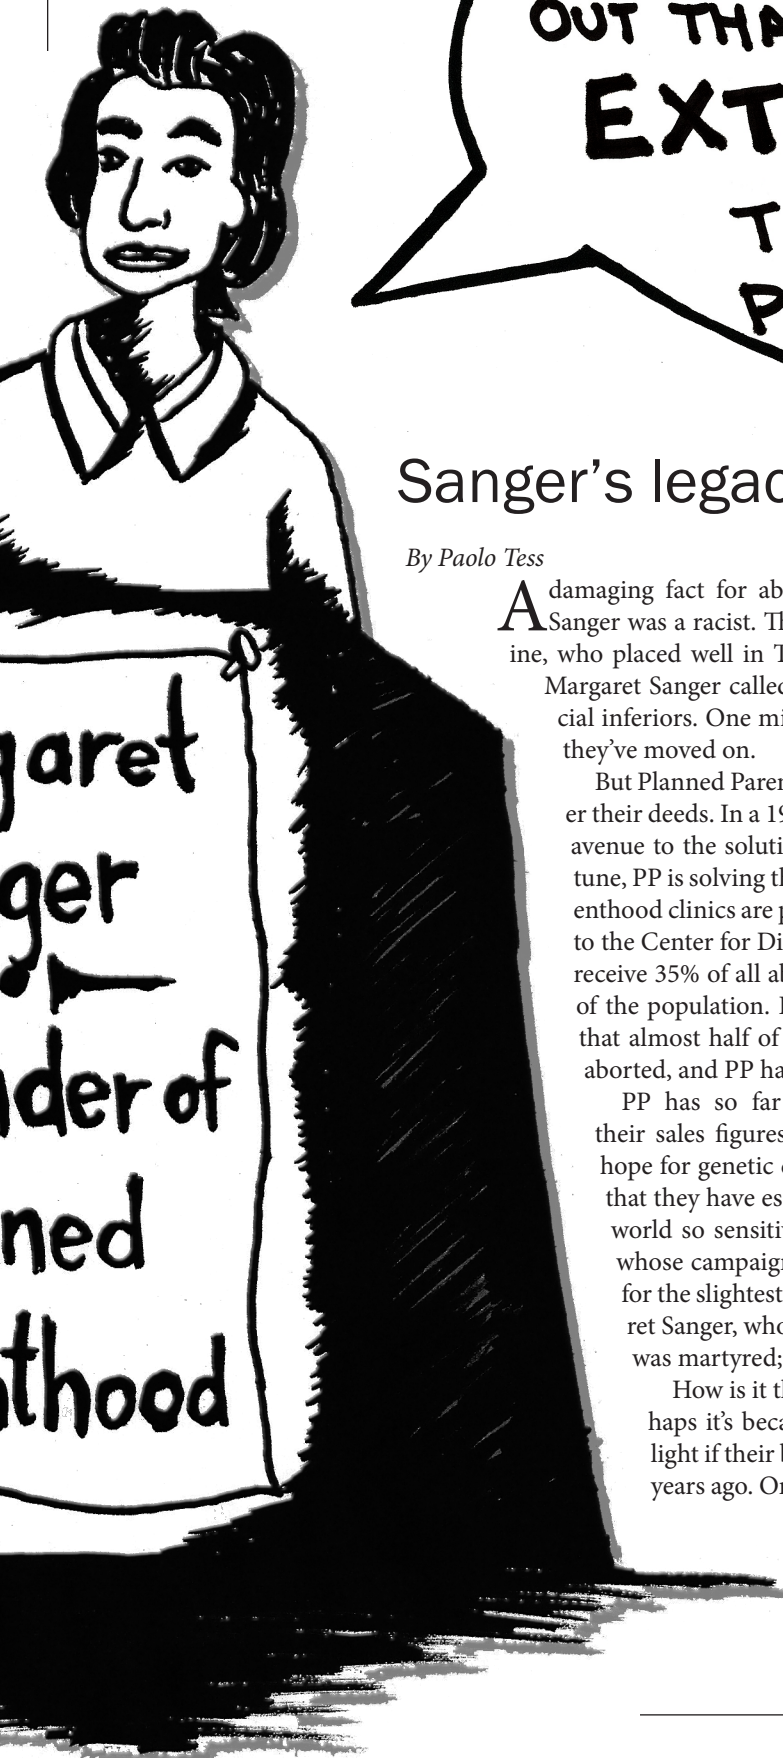 OUT THA
EXT
T
P
Sanger’s legac
By Paolo Tess
A damaging fact for ab
Sanger was a racist. Th
ine, who placed well in T
Margaret Sanger called
cial inferiors. One mi
they’ve moved on.
But Planned Paren
er their deeds. In a 19
avenue to the soluti
tune, PP is solving th
enthood clinics are p
to the Center for Di
receive 35% of all ab
of the population. I
that almost half of
aborted, and PP ha
PP has so far
their sales figures
hope for genetic
that they have es
world so sensitiv
whose campaign
for the slightest
ret Sanger, who
was martyred;
How is it th
haps it’s beca
light if their b
years ago. On
garet
ger
nder of
ned
nthood